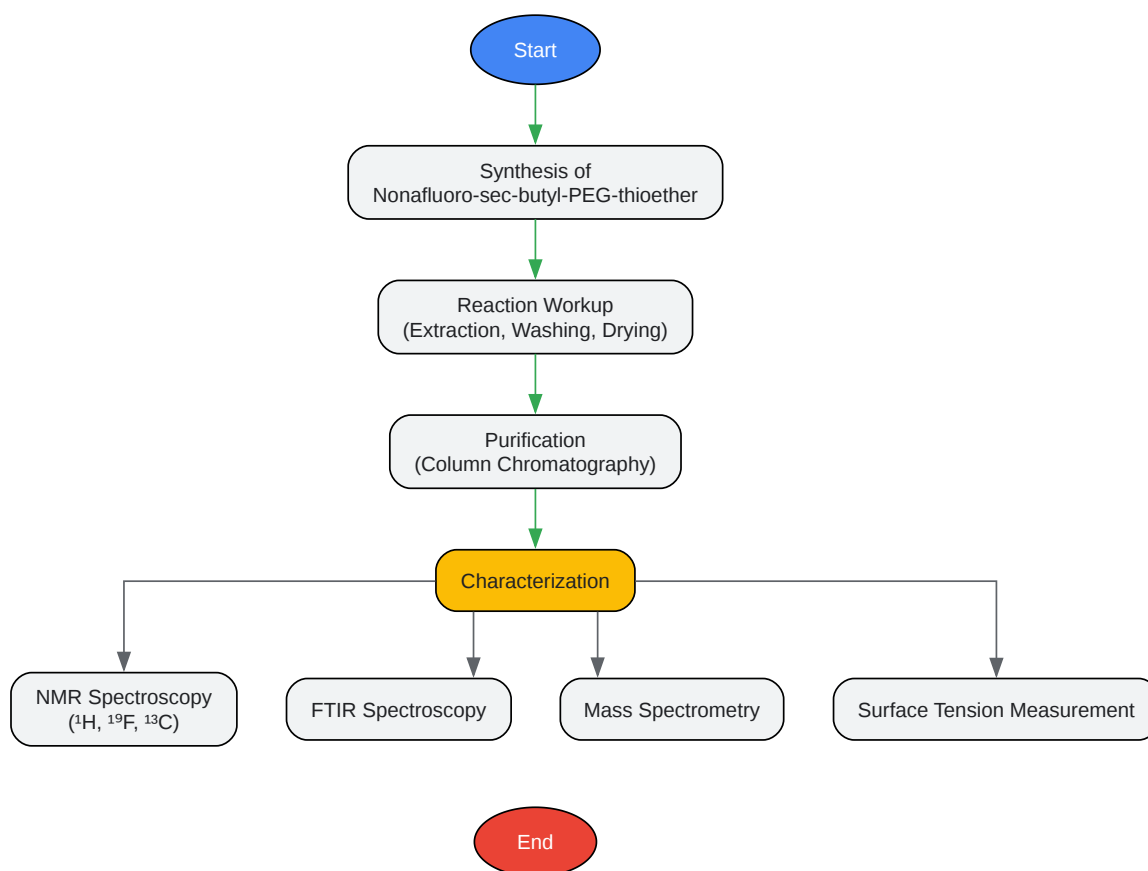 Start
Synthesis of
Nonafluoro-sec-butyl-PEG-thioether
Reaction Workup
(Extraction, Washing, Drying)
Purification
(Column Chromatography)
Characterization
NMR Spectroscopy
(¹H, ¹⁹F, ¹³C)
FTIR Spectroscopy
Mass Spectrometry
Surface Tension Measurement
End